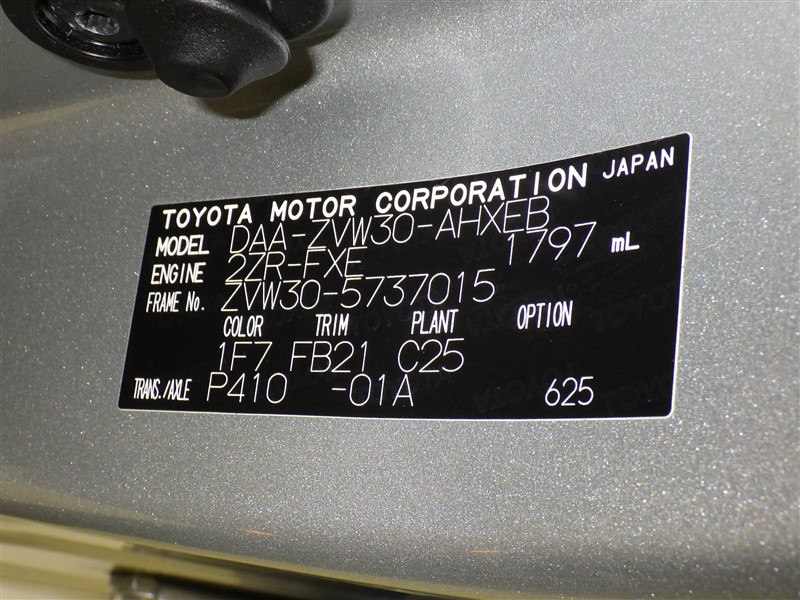 TOYOTA MOTOR CORPORATION JAPAN
MODEL DAA-ZVW30-AHXEB
ENGINE 2ZR-FXE 1797 mL
FRAME No. ZVW30-5737015
COLOR TRIM PLANT OPTION
1F7 FB21 C25
TRANS./AXLE P410 -01A 625